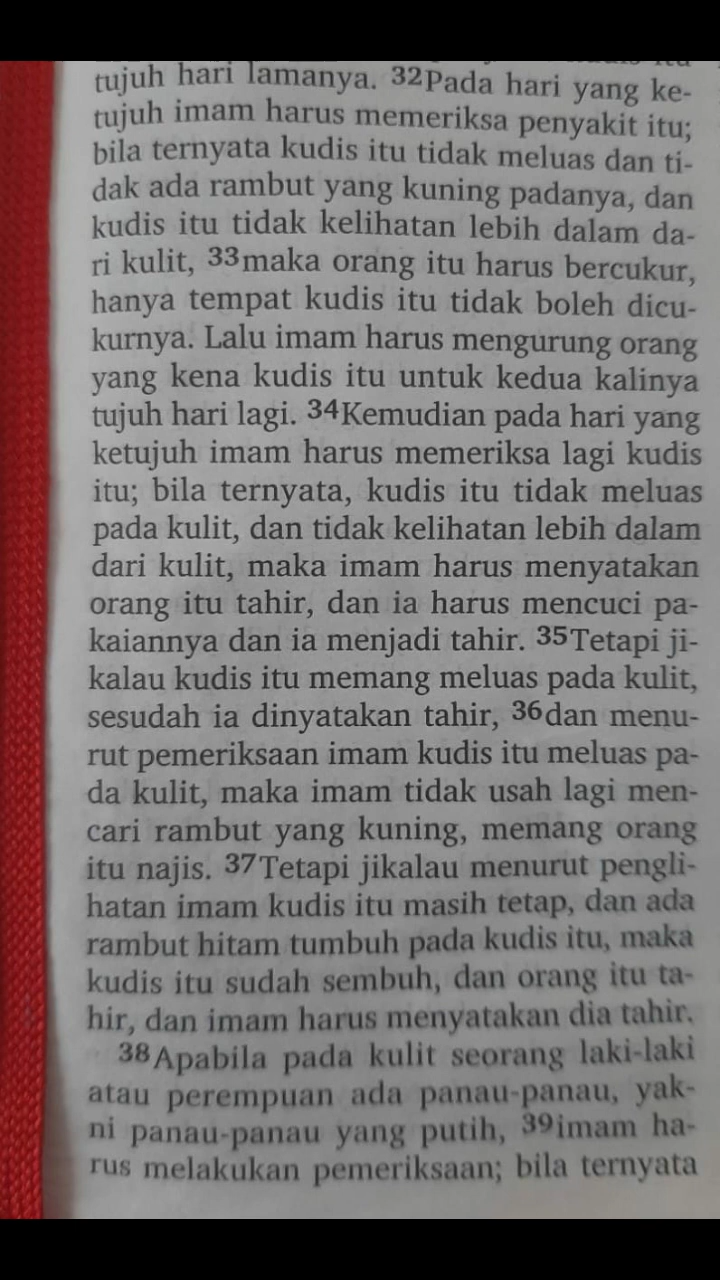 kudis itu
tujuh hari lamanya. 32Pada hari yang ke-
tujuh imam harus memeriksa penyakit itu;
bila ternyata kudis itu tidak meluas dan ti-
dak ada rambut yang kuning padanya, dan
kudis itu tidak kelihatan lebih dalam da-
ri kulit, 33maka orang itu harus bercukur,
hanya tempat kudis itu tidak boleh dicu-
kurnya. Lalu imam harus mengurung orang
yang kena kudis itu untuk kedua kalinya
tujuh hari lagi. 34Kemudian pada hari yang
ketujuh imam harus memeriksa lagi kudis
itu; bila ternyata, kudis itu tidak meluas
pada kulit, dan tidak kelihatan lebih dalam
dari kulit, maka imam harus menyatakan
orang itu tahir, dan ia harus mencuci pa-
kaiannya dan ia menjadi tahir. 35Tetapi ji-
kalau kudis itu memang meluas pada kulit,
sesudah ia dinyatakan tahir, 36dan menu-
rut pemeriksaan imam kudis itu meluas pa-
da kulit, maka imam tidak usah lagi men-
cari rambut yang kuning, memang orang
itu najis. 37Tetapi jikalau menurut pengli-
hatan imam kudis itu masih tetap, dan ada
rambut hitam tumbuh pada kudis itu, maka
kudis itu sudah sembuh, dan orang itu ta-
hir, dan imam harus menyatakan dia tahir.
38Apabila pada kulit seorang laki-laki
atau perempuan ada panau-panau, yak-
ni panau-panau yang putih, 39imam ha-
rus melakukan pemeriksaan; bila ternyata